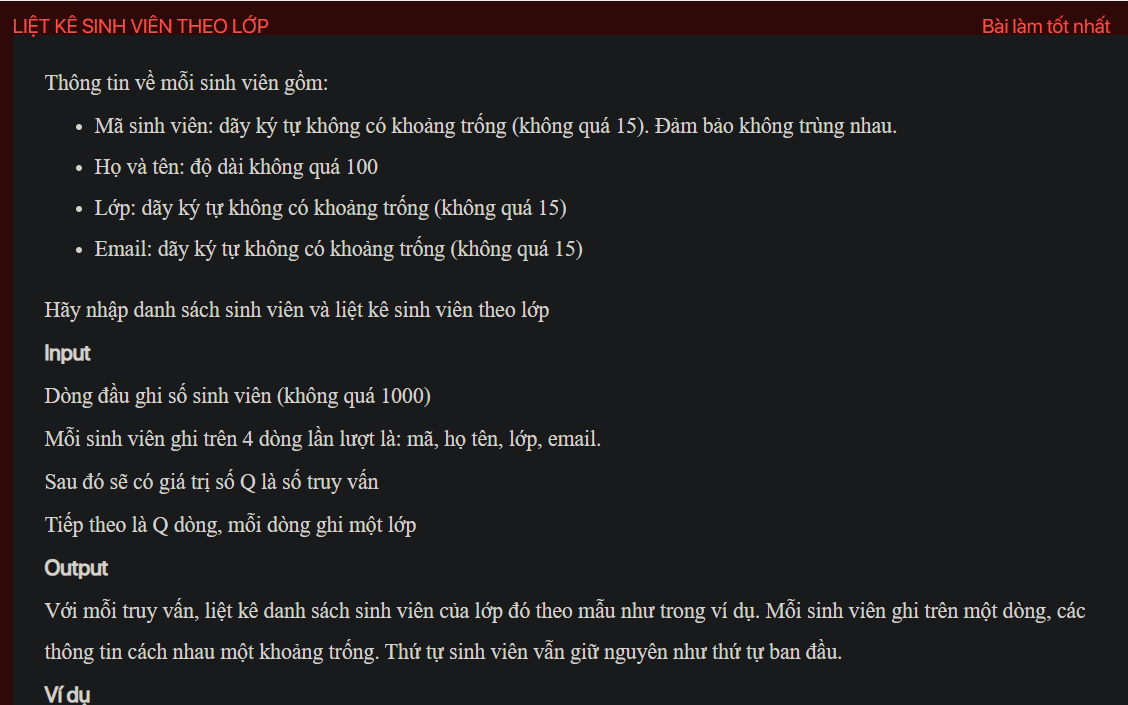 LIỆT KÊ SINH VIÊN THEO LỚP
Bài làm tốt nhất
Thông tin về mỗi sinh viên gồm:
• Mã sinh viên: dãy ký tự không có khoảng trống (không quá 15). Đảm bảo không trùng nhau.
• Họ và tên: độ dài không quá 100
• Lớp: dãy ký tự không có khoảng trống (không quá 15)
• Email: dãy ký tự không có khoảng trống (không quá 15)
Hãy nhập danh sách sinh viên và liệt kê sinh viên theo lớp
Input
Dòng đầu ghi số sinh viên (không quá 1000)
Mỗi sinh viên ghi trên 4 dòng lần lượt là: mã, họ tên, lớp, email.
Sau đó sẽ có giá trị số Q là số truy vấn
Tiếp theo là Q dòng, mỗi dòng ghi một lớp
Output
Với mỗi truy vấn, liệt kê danh sách sinh viên của lớp đó theo mẫu như trong ví dụ. Mỗi sinh viên ghi trên một dòng, các
thông tin cách nhau một khoảng trống. Thứ tự sinh viên vẫn giữ nguyên như thứ tự ban đầu.
Ví dụ